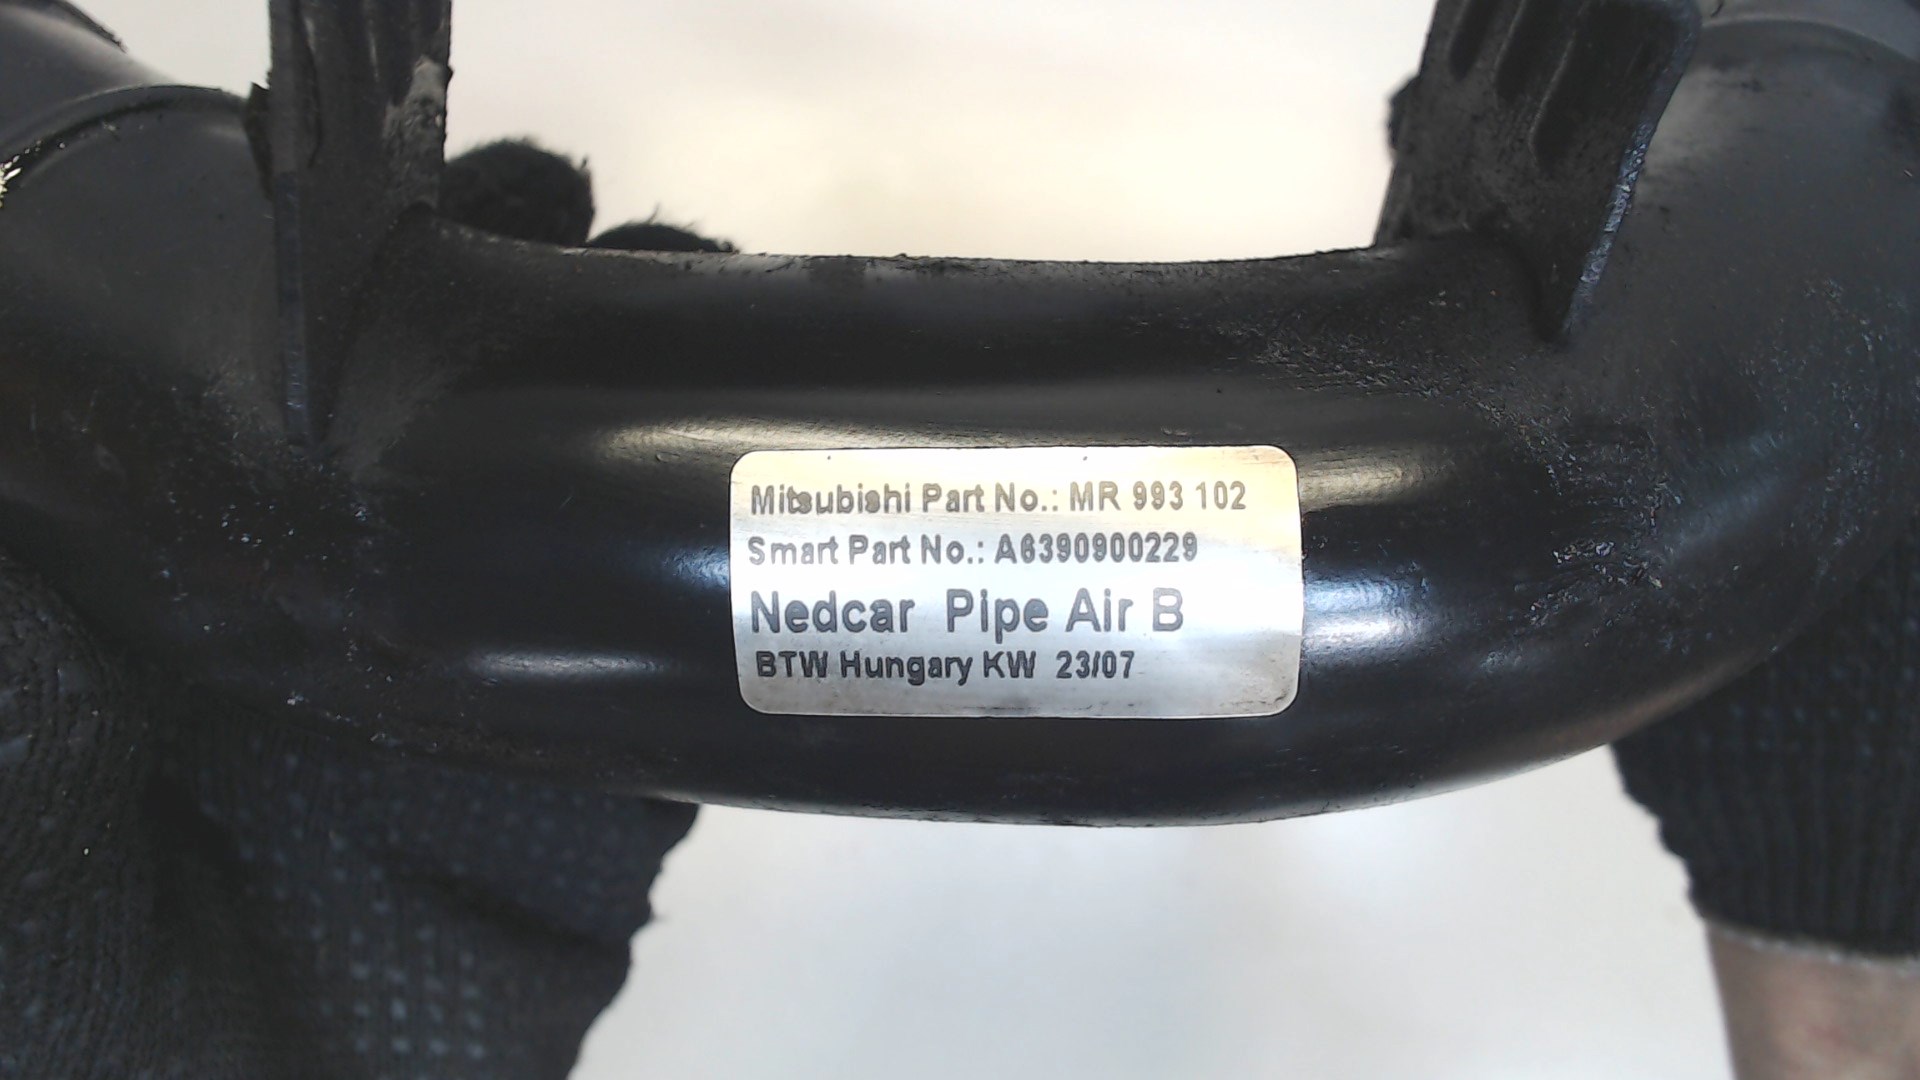 Mitsubishi Part No.: MR 993 102
Smart Part No.: A6390900229
Nedcar Pipe Air B
BTW Hungary KW 23/07